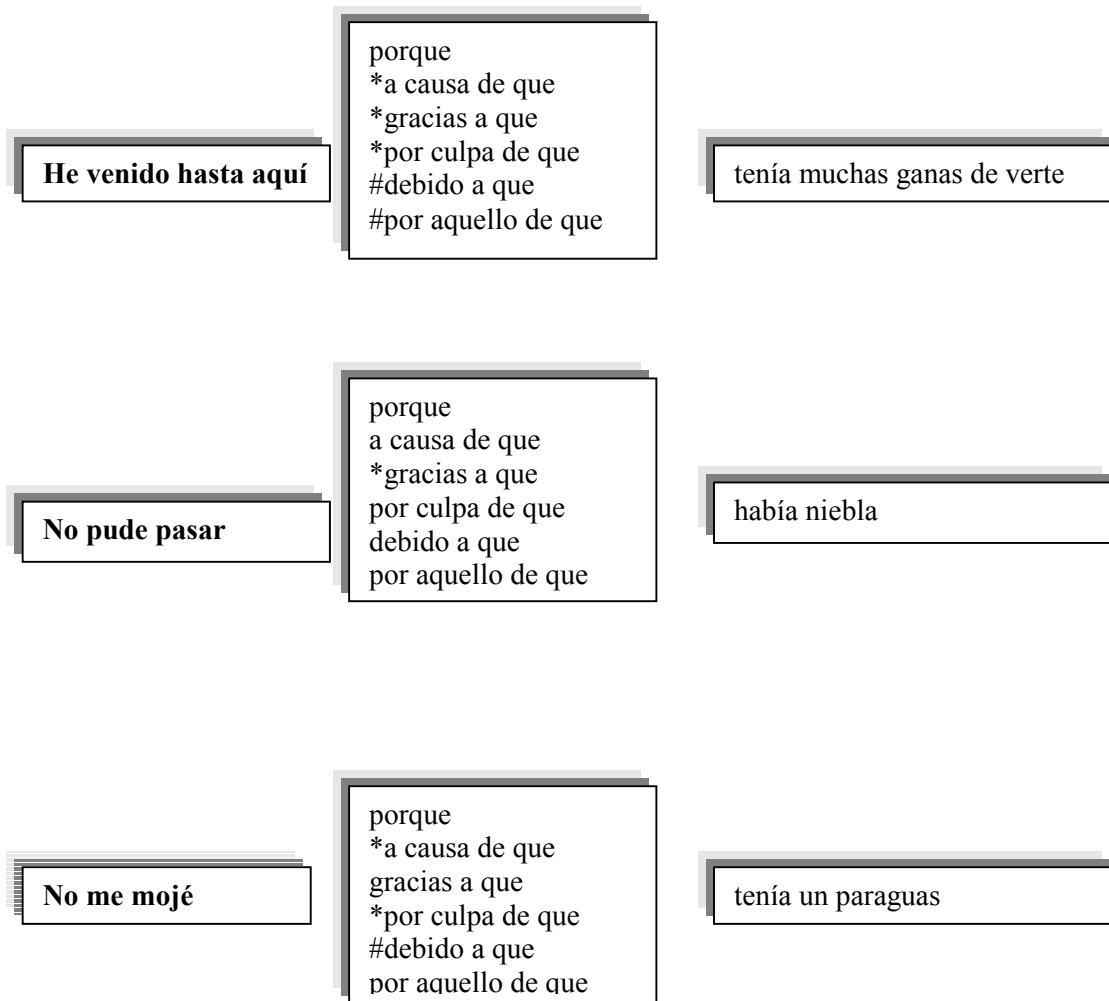 He venido hasta aquí
porque
*a causa de que
*gracias a que
*por culpa de que
#debido a que
#por aquello de que
tenía muchas ganas de verte
No pude pasar
porque
a causa de que
*gracias a que
por culpa de que
debido a que
por aquello de que
había niebla
No me mojé
porque
*a causa de que
gracias a que
*por culpa de que
#debido a que
por aquello de que
tenía un paraguas